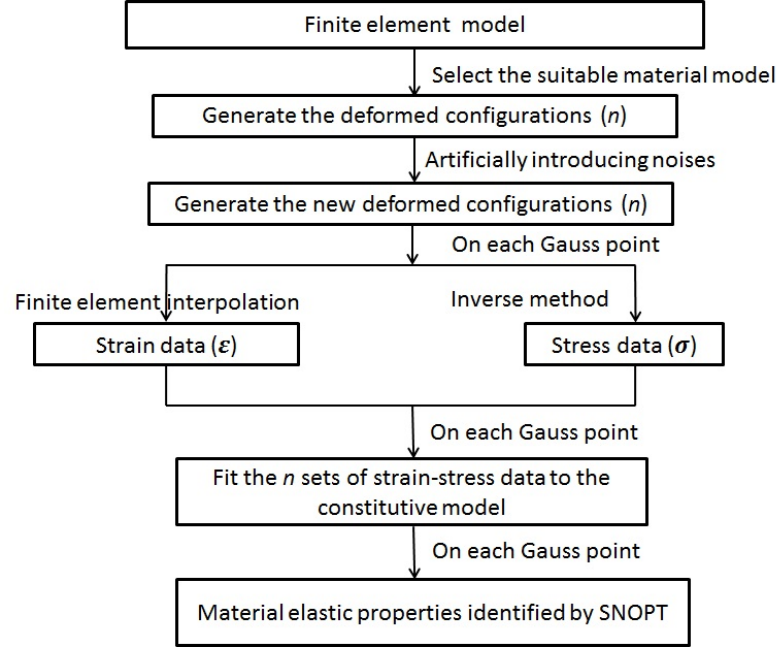 Finite element model
Select the suitable material model
Generate the deformed configurations (n)
Artificially introducing noises
Generate the new deformed configurations (n)
On each Gauss point
Finite element interpolation
Inverse method
Strain data (ε)
Stress data (σ)
On each Gauss point
Fit the n sets of strain-stress data to the
constitutive model
On each Gauss point
Material elastic properties identified by SNOPT